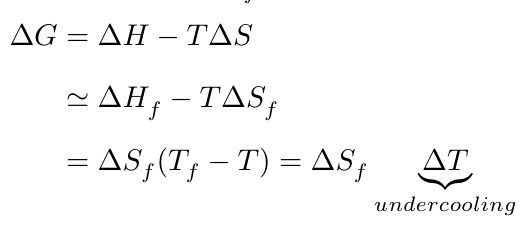 ΔG = ΔH − TΔS
≃ ΔH_f − TΔS_f
= ΔS_f(T_f − T) = ΔS_f ΔT
undercooling